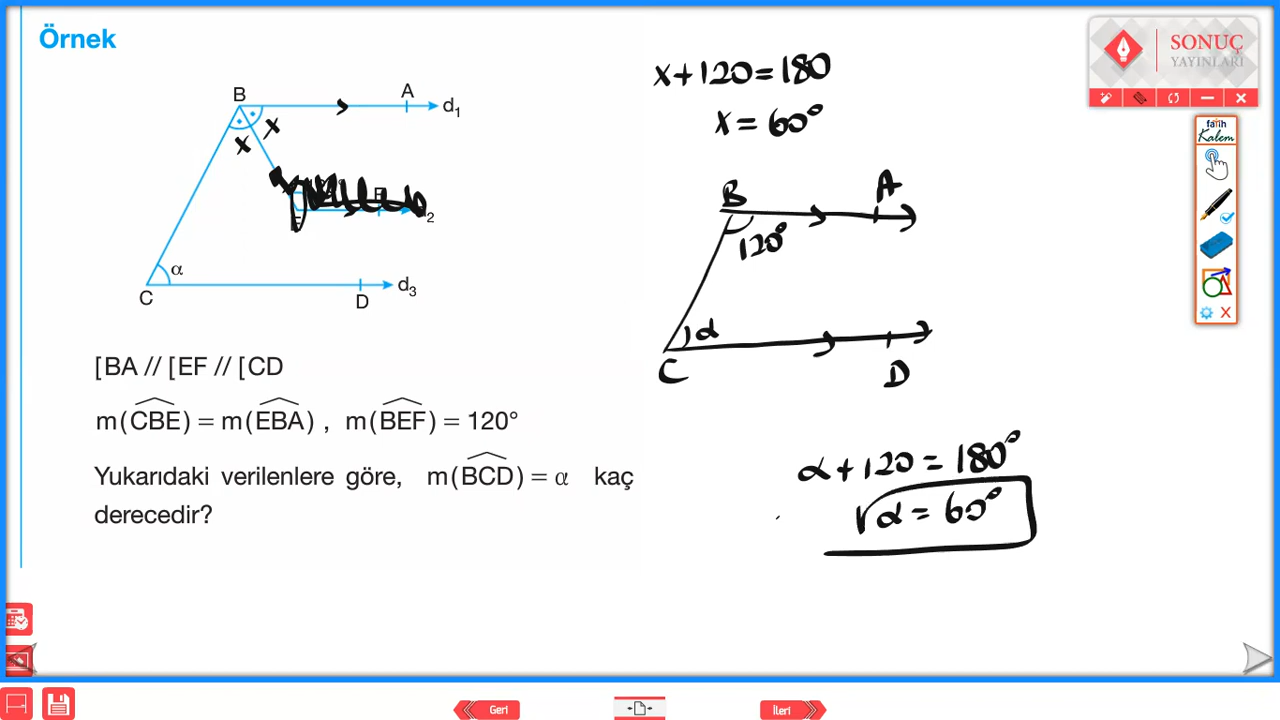 Örnek
B
A
d1
x
x
2
α
C
D
d3
[BA // [EF // [CD
m(CBE) = m(EBA) , m(BEF) = 120°
Yukarıdaki verilenlere göre, m(BCD) = α kaç
derecedir?
x+120=180
x = 60°
B
A
120°
α
C
D
α+120=180°
α = 60°
SONUÇ
YAYINLARI
fatih
Kalem
Geri
İleri